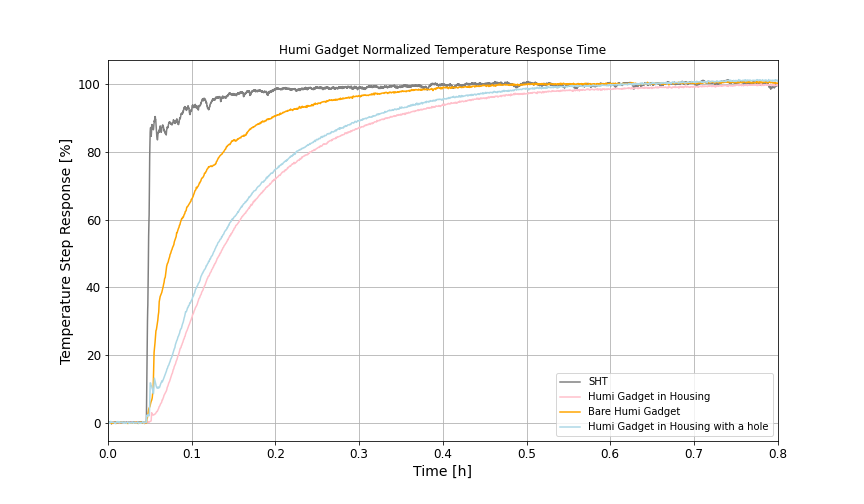 Humi Gadget Normalized Temperature Response Time
Temperature Step Response [%]
100
80
60
40
20
0
0.0 0.1 0.2 0.3 0.4 0.5 0.6 0.7 0.8
Time [h]
SHT
Humi Gadget in Housing
Bare Humi Gadget
Humi Gadget in Housing with a hole